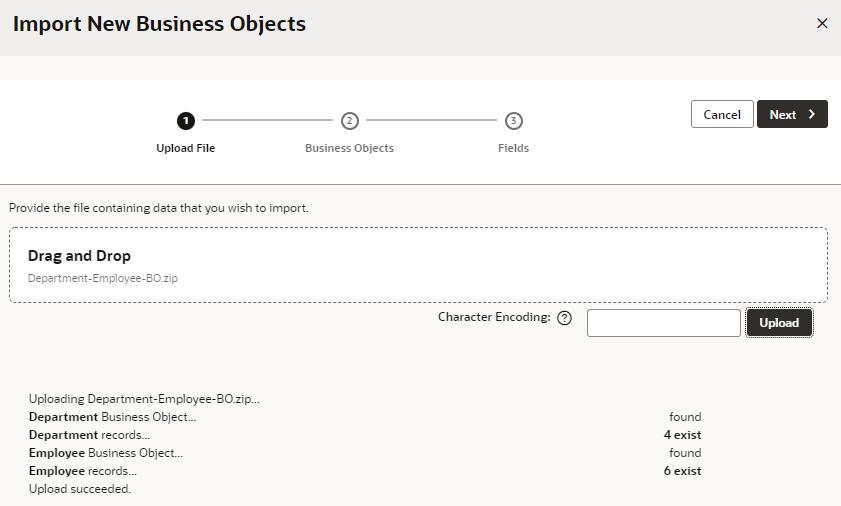 Import New Business Objects
Cancel
Next
1
2
3
Upload File
Business Objects
Fields
Provide the file containing data that you wish to import.
Drag and Drop
Department-Employee-BO.zip
Character Encoding: ?
Upload
Uploading Department-Employee-BO.zip...
Department Business Object... found
Department records... 4 exist
Employee Business Object... found
Employee records... 6 exist
Upload succeeded.